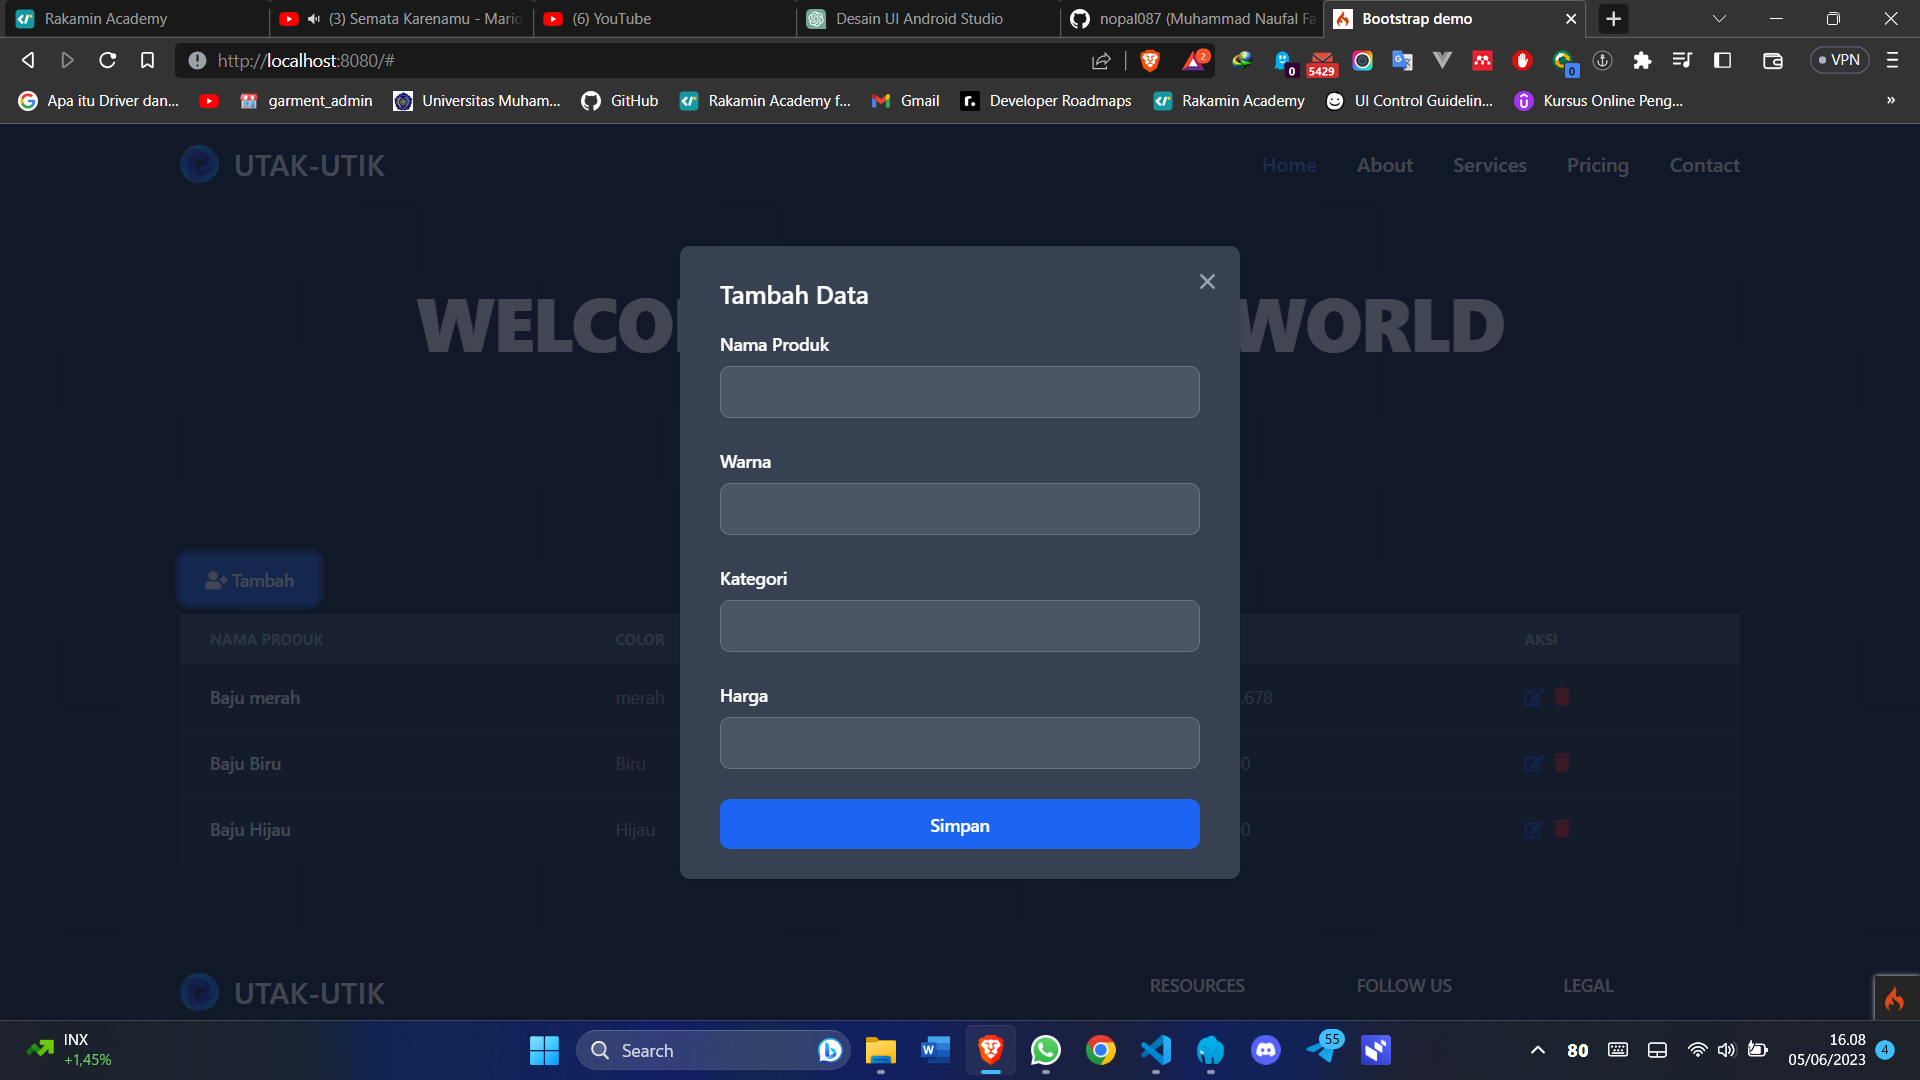 Rakamin Academy
(3) Semata Karenamu - Mario
(6) YouTube
Desain UI Android Studio
nopal087 (Muhammad Naufal Fa
Bootstrap demo
http://localhost:8080/#
2
0
5429
0
VPN
Apa itu Driver dan...
garment_admin
Universitas Muham...
GitHub
Rakamin Academy f...
Gmail
Developer Roadmaps
Rakamin Academy
UI Control Guidelin...
Kursus Online Peng...
»
UTAK-UTIK
Home
About
Services
Pricing
Contact
WELCO
WORLD
Tambah Data
Nama Produk
Warna
Kategori
Harga
Simpan
Tambah
NAMA PRODUK
COLOR
AKSI
Baju merah
merah
.678
Baju Biru
Biru
0
Baju Hijau
Hijau
0
UTAK-UTIK
RESOURCES
FOLLOW US
LEGAL
INX
+1,45%
Search
55
80
16.08
05/06/2023
4